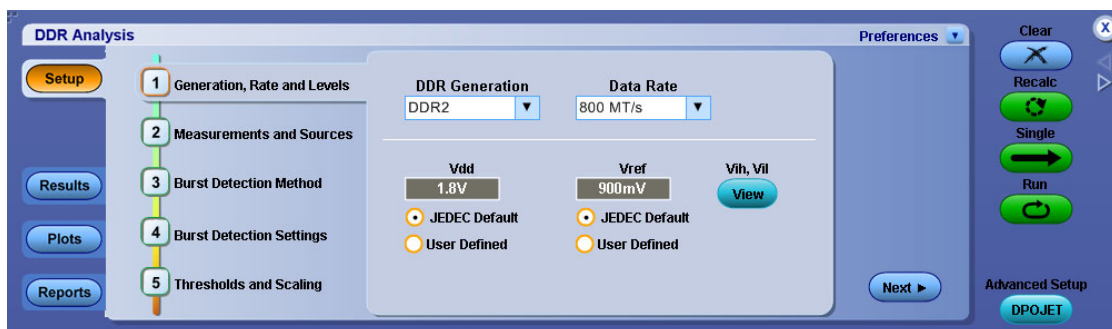 DDR Analysis
Preferences
Clear
X
Setup
1 Generation, Rate and Levels
DDR Generation
Data Rate
DDR2
800 MT/s
Recalc
2 Measurements and Sources
Single
Vdd
Vref
Vih, Vil
Results
3 Burst Detection Method
1.8V
900mV
View
Run
JEDEC Default
JEDEC Default
Plots
4 Burst Detection Settings
User Defined
User Defined
Reports
5 Thresholds and Scaling
Next ►
Advanced Setup
DPOJET